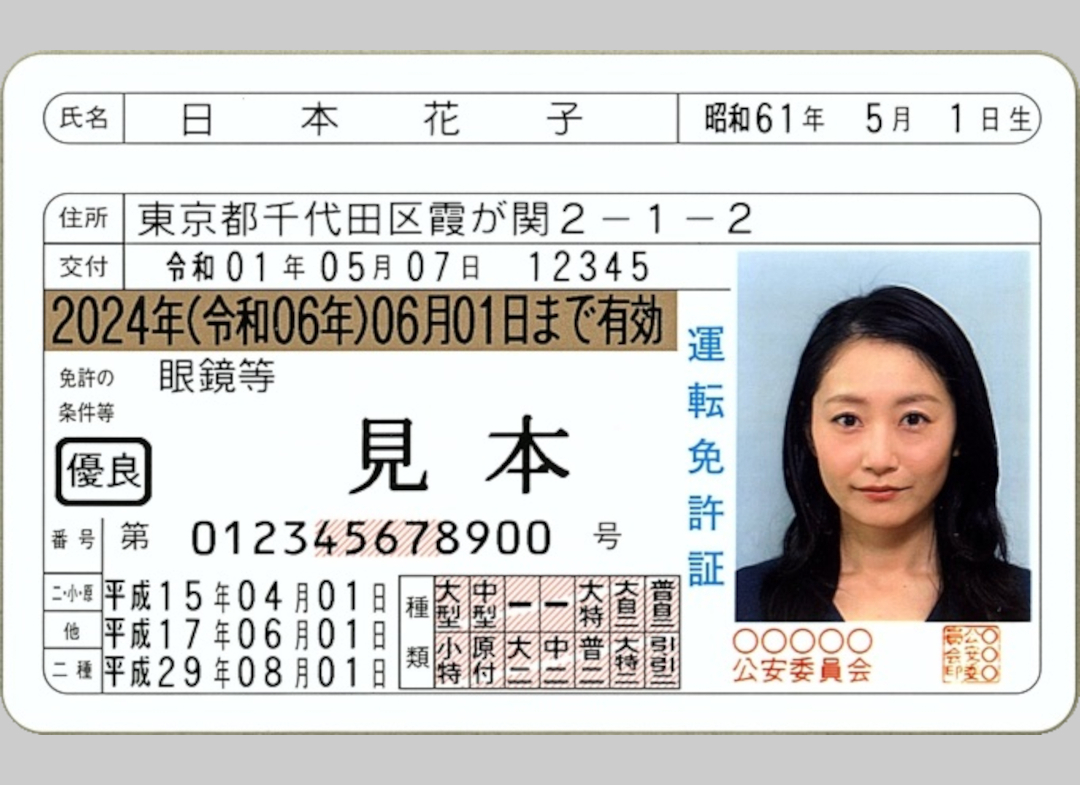 氏名 日本花子 昭和61年 5月 1日生
住所 東京都千代田区霞が関2-1-2
交付 令和01年05月07日 12345
2024年(令和06年)06月01日まで有効
免許の
条件等
眼鏡等
見本
優良
番号 第 012345678900 号
二・小・原 平成15年04月01日
他 平成17年06月01日
二種 平成29年08月01日
種類
大型 中型 ー ー 大特 大自二 普自二
小特 原付 大二 中二 普二 大特二 引引二
運転免許証
○○○○○
公安委員会
○○○公安委員会印